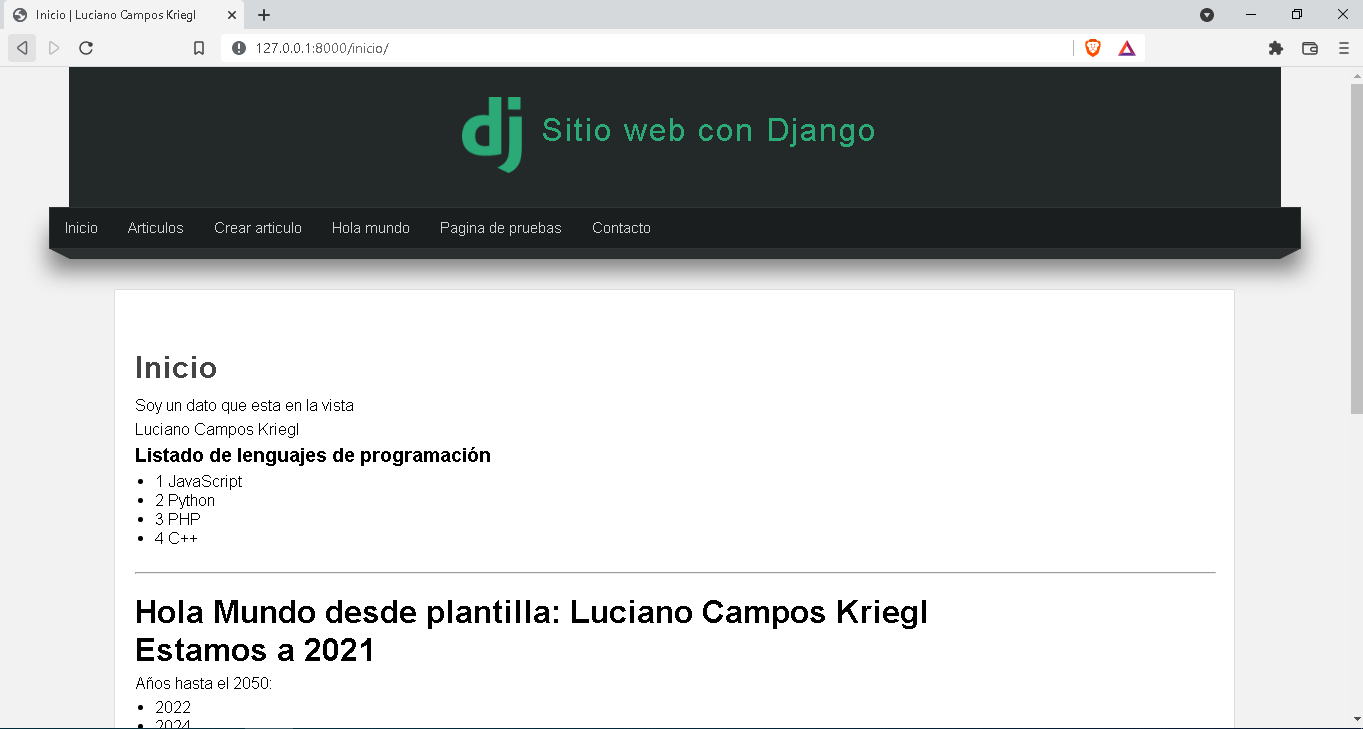 Inicio | Luciano Campos Kriegl
127.0.0.1:8000/inicio/
dj Sitio web con Django
Inicio Articulos Crear articulo Hola mundo Pagina de pruebas Contacto
Inicio
Soy un dato que esta en la vista
Luciano Campos Kriegl
Listado de lenguajes de programación
1 JavaScript
2 Python
3 PHP
4 C++
Hola Mundo desde plantilla: Luciano Campos Kriegl
Estamos a 2021
Años hasta el 2050:
2022
2024